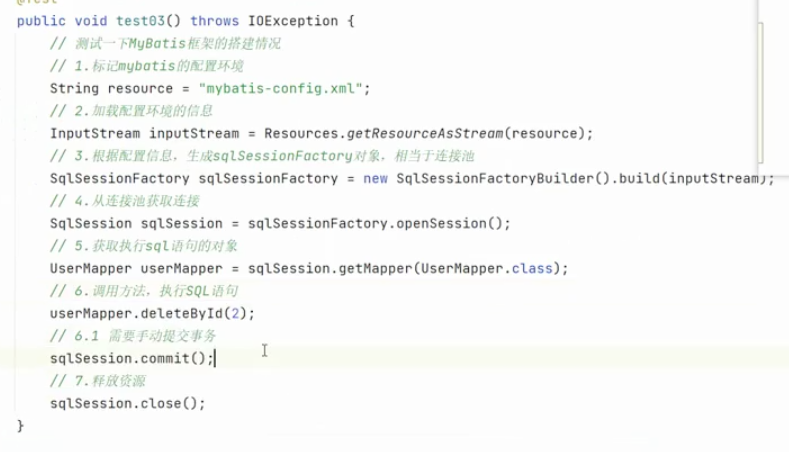 @Test
public void test03() throws IOException {
// 测试一下MyBatis框架的搭建情况
// 1.标记mybatis的配置环境
String resource = "mybatis-config.xml";
// 2.加载配置环境的信息
InputStream inputStream = Resources.getResourceAsStream(resource);
// 3.根据配置信息，生成sqlSessionFactory对象，相当于连接池
SqlSessionFactory sqlSessionFactory = new SqlSessionFactoryBuilder().build(inputStream);
// 4.从连接池获取连接
SqlSession sqlSession = sqlSessionFactory.openSession();
// 5.获取执行sql语句的对象
UserMapper userMapper = sqlSession.getMapper(UserMapper.class);
// 6.调用方法，执行SQL语句
userMapper.deleteById(2);
// 6.1 需要手动提交事务
sqlSession.commit();
// 7.释放资源
sqlSession.close();
}